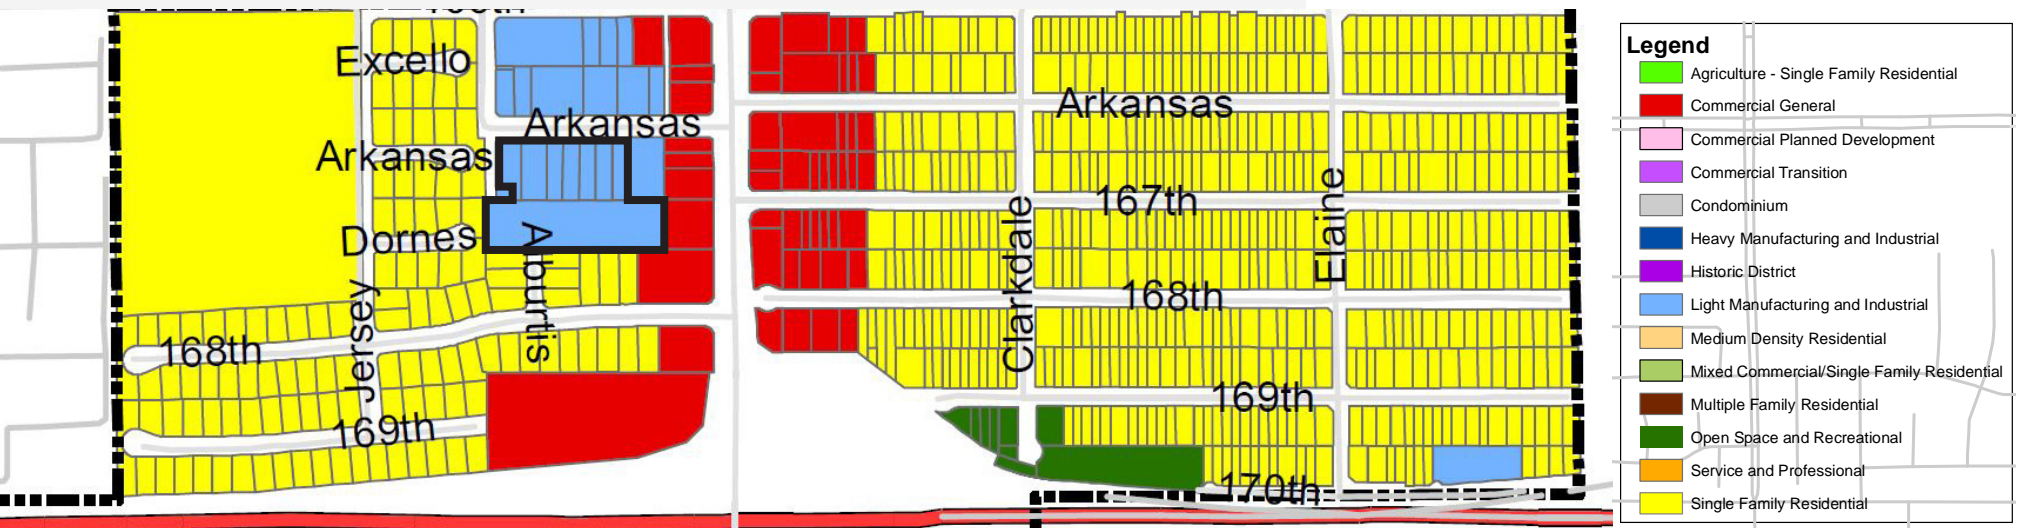 Excello
Arkansas
Arkansas
Arkansas
167th
Elaine
Clarkdale
Dornes
Auburtis
168th
Jersey
168th
169th
169th
170th
Legend
Agriculture - Single Family Residential
Commercial General
Commercial Planned Development
Commercial Transition
Condominium
Heavy Manufacturing and Industrial
Historic District
Light Manufacturing and Industrial
Medium Density Residential
Mixed Commercial/Single Family Residential
Multiple Family Residential
Open Space and Recreational
Service and Professional
Single Family Residential